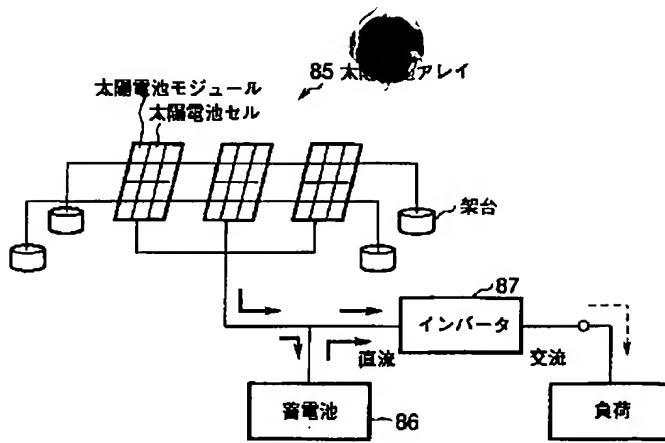 85 太陽電池アレイ
太陽電池モジュール
太陽電池セル
架台
87
インバータ
直流
交流
蓄電池
86
負荷